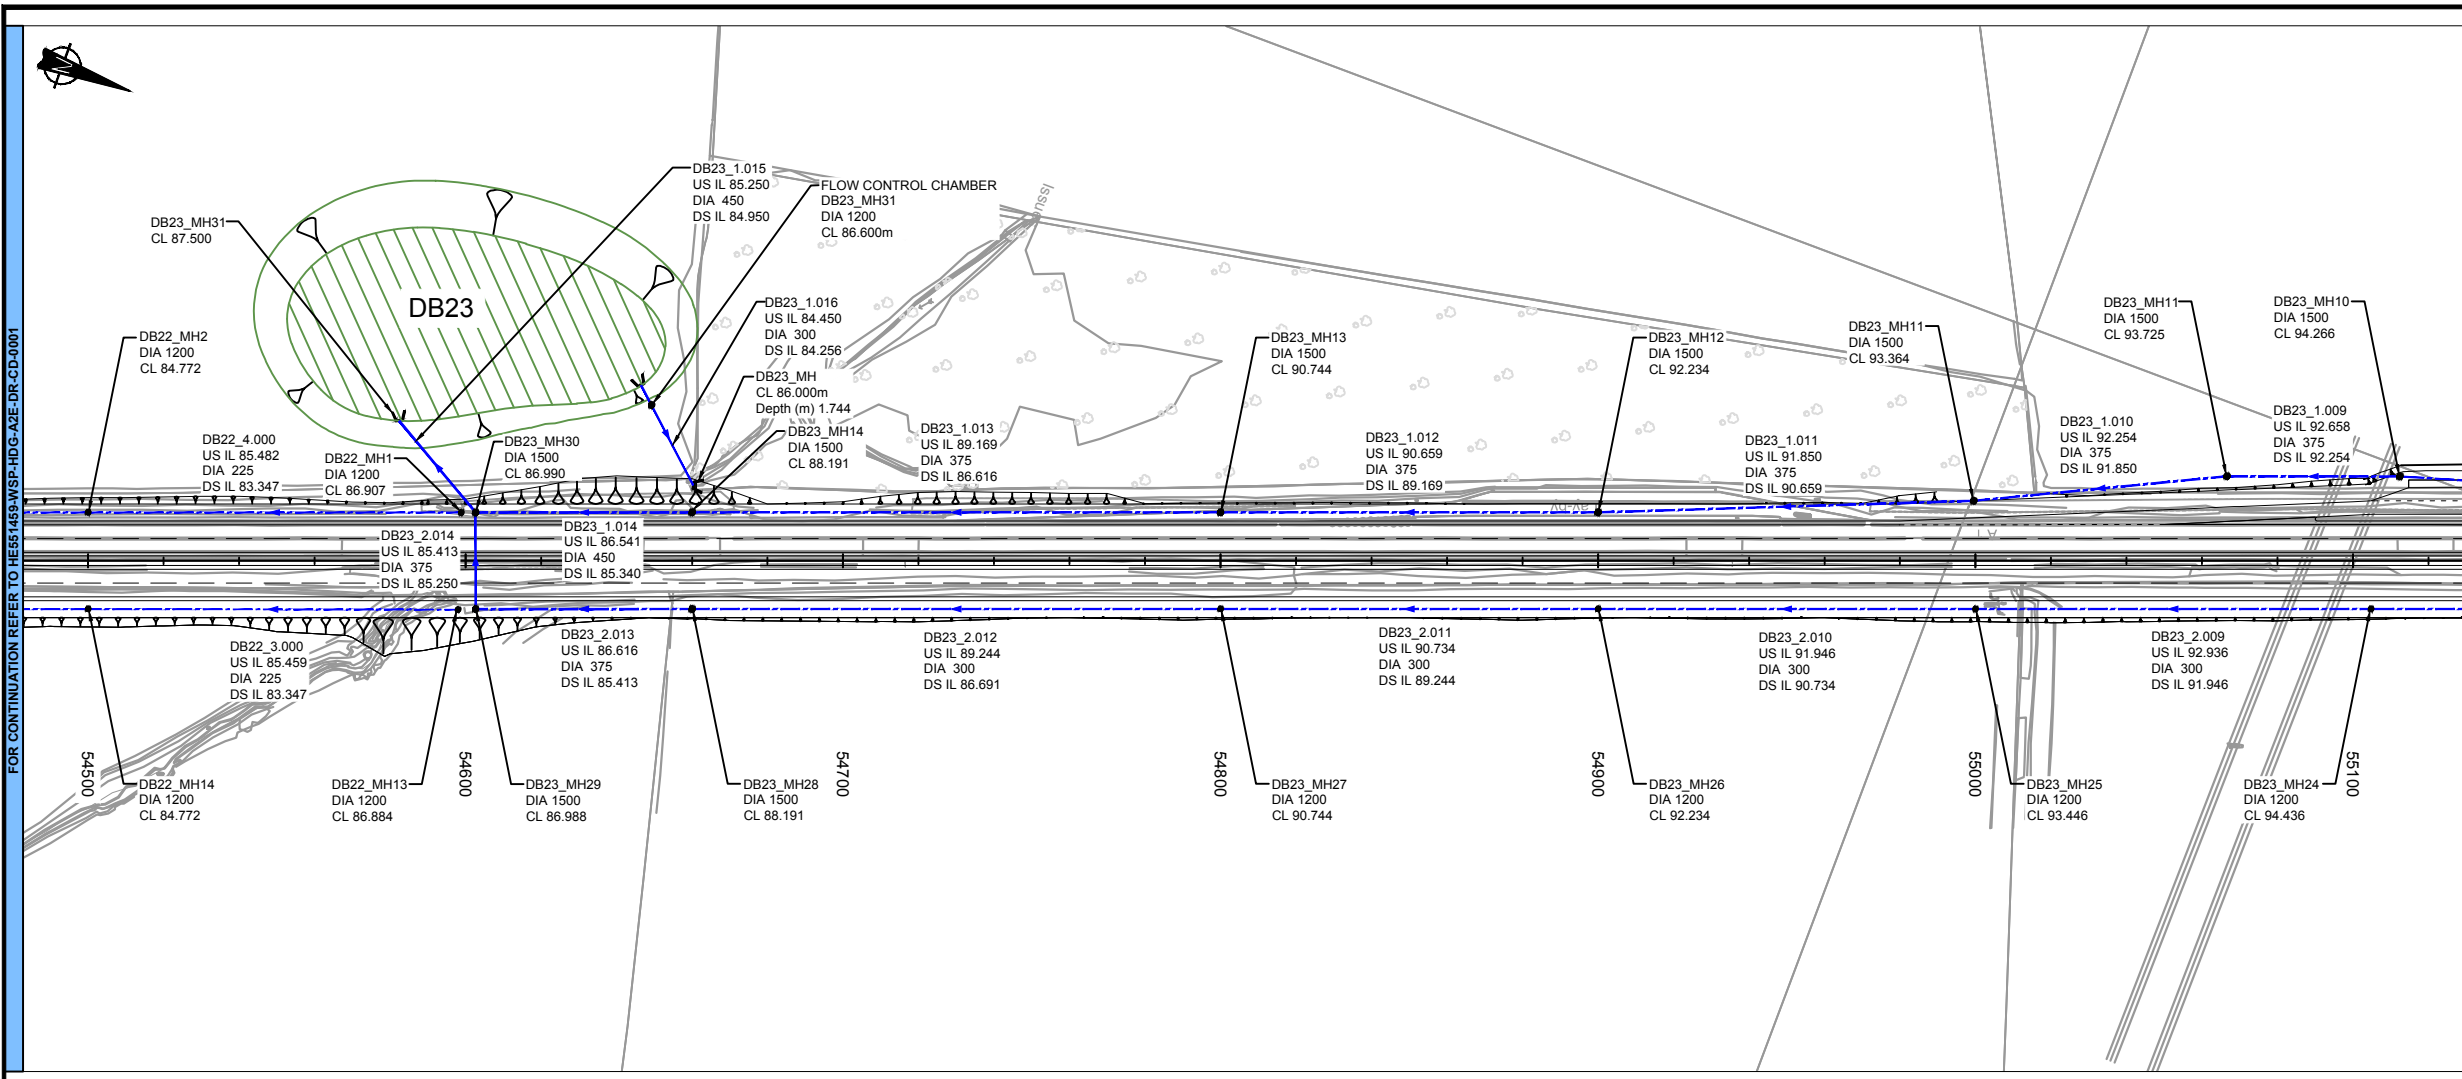 FOR CONTINUATION REFER TO HE551459-WSP-HDG-A2E-DR-CD-0001
DB23_1.015
US IL 85.250
DIA 450
DS IL 84.950
FLOW CONTROL CHAMBER
DB23_MH31
DIA 1200
CL 86.600m
DB23_MH31
CL 87.500
DB23
DB23_1.016
US IL 84.450
DIA 300
DS IL 84.256
DB22_MH2
DIA 1200
CL 84.772
DB23_MH
CL 86.000m
Depth (m) 1.744
DB23_MH13
DIA 1500
CL 90.744
DB23_MH12
DIA 1500
CL 92.234
DB23_MH11
DIA 1500
CL 93.364
DB23_MH11
DIA 1500
CL 93.725
DB23_MH10
DIA 1500
CL 94.266
DB22_4.000
US IL 85.482
DIA 225
DS IL 83.347
DB22_MH1
DIA 1200
CL 86.907
DB23_MH30
DIA 1500
CL 86.990
DB23_MH14
DIA 1500
CL 88.191
DB23_1.013
US IL 89.169
DIA 375
DS IL 86.616
DB23_1.012
US IL 90.659
DIA 375
DS IL 89.169
DB23_1.011
US IL 91.850
DIA 375
DS IL 90.659
DB23_1.010
US IL 92.254
DIA 375
DS IL 91.850
DB23_1.009
US IL 92.658
DIA 375
DS IL 92.254
DB23_2.014
US IL 85.413
DIA 375
DS IL 85.250
DB23_1.014
US IL 86.541
DIA 450
DS IL 85.340
DB22_3.000
US IL 85.459
DIA 225
DS IL 83.347
DB23_2.013
US IL 86.616
DIA 375
DS IL 85.413
DB23_2.012
US IL 89.244
DIA 300
DS IL 86.691
DB23_2.011
US IL 90.734
DIA 300
DS IL 89.244
DB23_2.010
US IL 91.946
DIA 300
DS IL 90.734
DB23_2.009
US IL 92.936
DIA 300
DS IL 91.946
54500
54600
54700
54800
54900
55000
55100
DB22_MH14
DIA 1200
CL 84.772
DB22_MH13
DIA 1200
CL 86.884
DB23_MH29
DIA 1500
CL 86.988
DB23_MH28
DIA 1500
CL 88.191
DB23_MH27
DIA 1200
CL 90.744
DB23_MH26
DIA 1200
CL 92.234
DB23_MH25
DIA 1200
CL 93.446
DB23_MH24
DIA 1200
CL 94.436